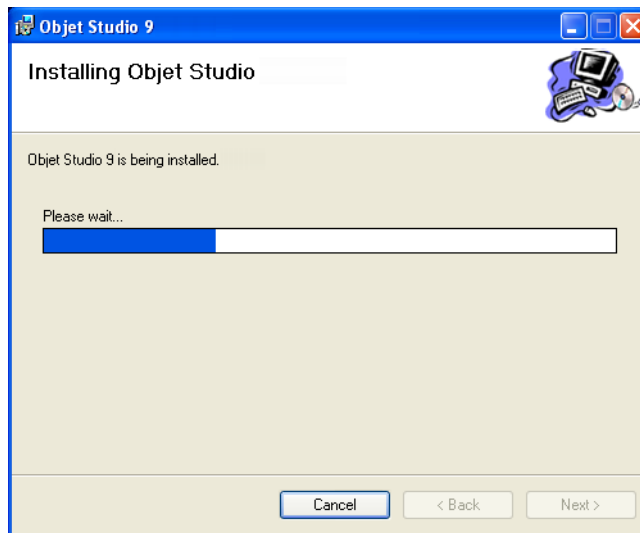 Objet Studio 9
Installing Objet Studio
Objet Studio 9 is being installed.
Please wait...
Cancel < Back Next >